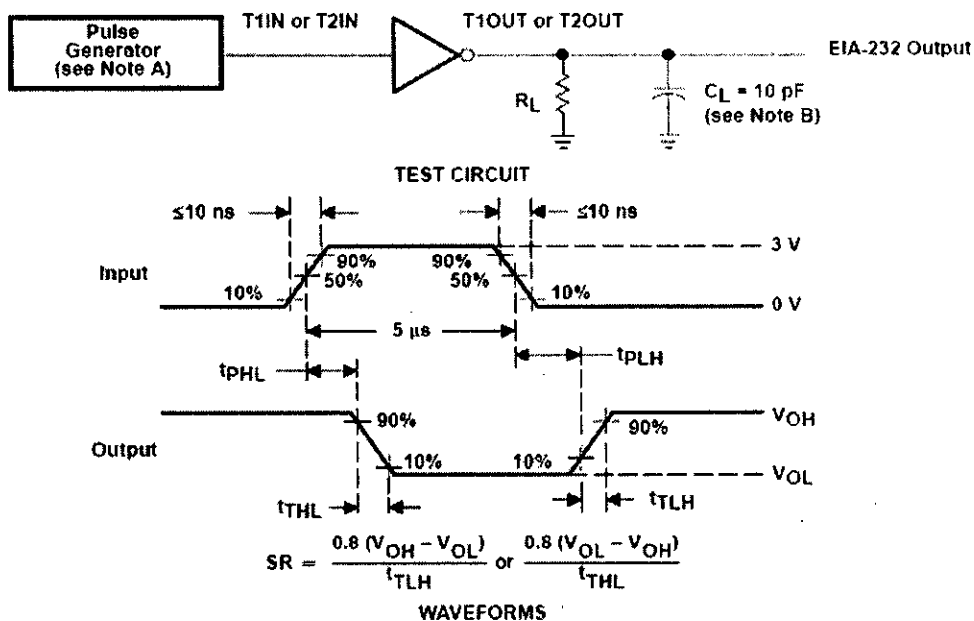 Pulse
Generator
(see Note A)
T1IN or T2IN
T1OUT or T2OUT
EIA-232 Output
RL
CL = 10 pF
(see Note B)
TEST CIRCUIT
≤10 ns
≤10 ns
Input
3 V
90%
90%
50%
50%
10%
10%
0 V
5 µs
tPHL
tPLH
Output
VOH
90%
90%
10%
10%
VOL
tTHL
tTLH
SR = 0.8 (VOH – VOL) / tTLH or 0.8 (VOL – VOH) / tTHL
WAVEFORMS